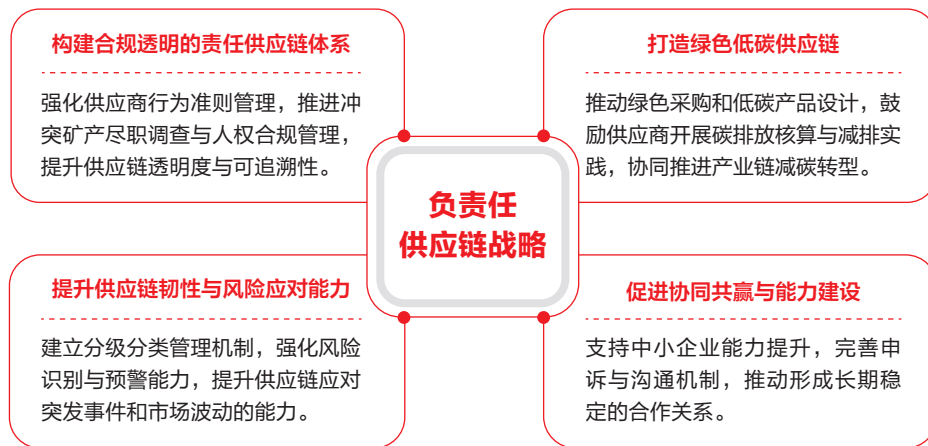 构建合规透明的责任供应链体系
强化供应商行为准则管理，推进冲
突矿产尽职调查与人权合规管理，
提升供应链透明度与可追溯性。
打造绿色低碳供应链
推动绿色采购和低碳产品设计，鼓
励供应商开展碳排放核算与减排实
践，协同推进产业链减碳转型。
负责任
供应链战略
提升供应链韧性与风险应对能力
建立分级分类管理机制，强化风险
识别与预警能力，提升供应链应对
突发事件和市场波动的能力。
促进协同共赢与能力建设
支持中小企业能力提升，完善申
诉与沟通机制，推动形成长期稳
定的合作关系。